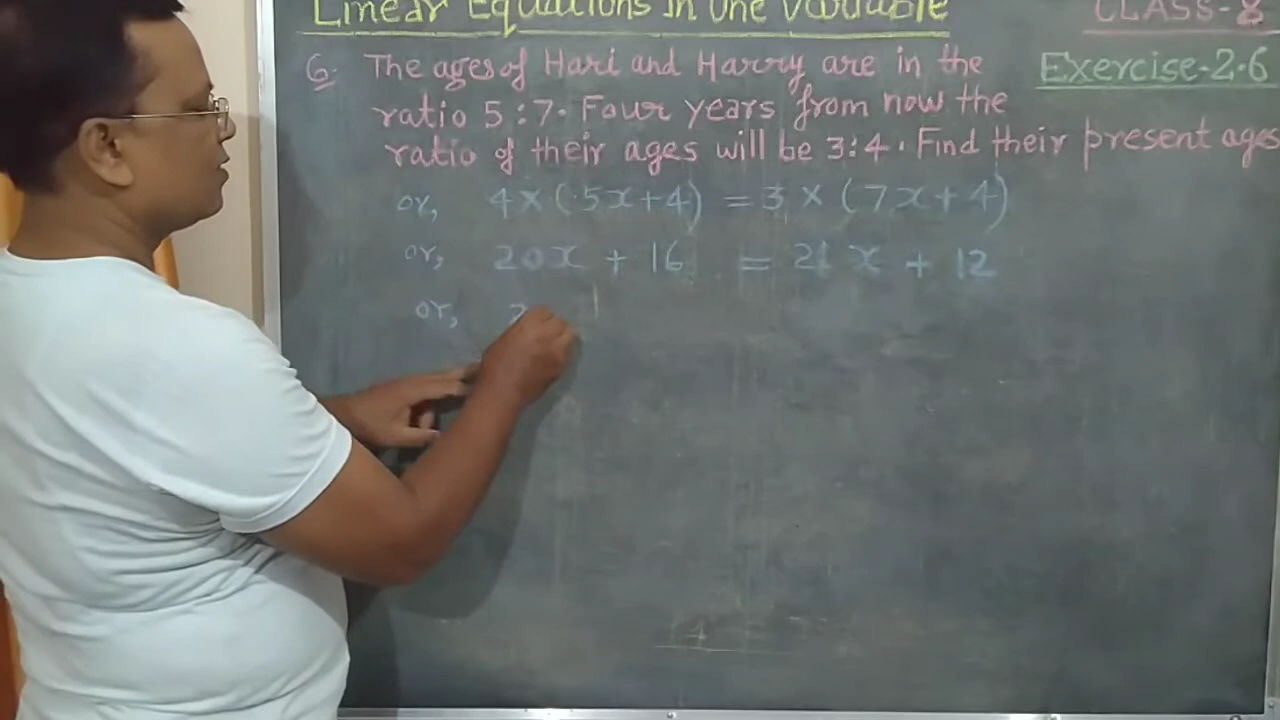 Linear Equations in One Variable
CLASS-8
Exercise-2.6
6. The ages of Hari and Harry are in the
ratio 5:7. Four years from now the
ratio of their ages will be 3:4. Find their present ages
or, 4×(5x+4) = 3×(7x+4)
or, 20x + 16 = 21x + 12
or, 2
4